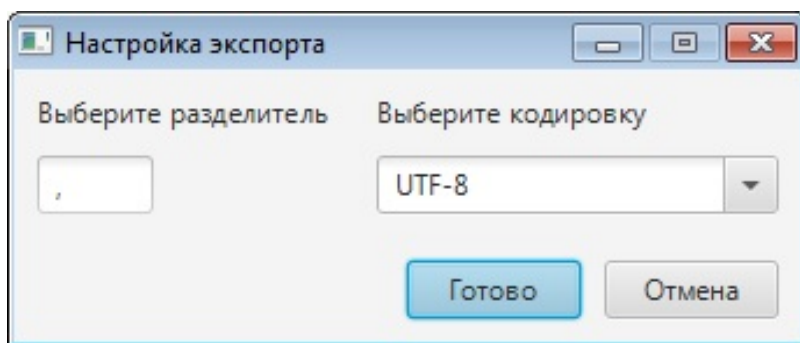 Настройка экспорта
Выберите разделитель Выберите кодировку
, UTF-8
Готово Отмена